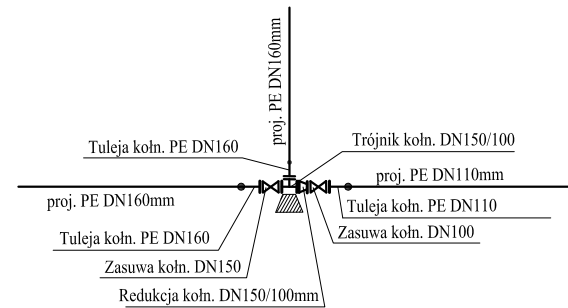 proj. PE DN160mm
Tuleja kołn. PE DN160
Trójnik kołn. DN150/100
proj. PE DN160mm
proj. PE DN110mm
Tuleja kołn. PE DN160
Tuleja kołn. PE DN110
Zasuwa kołn. DN150
Zasuwa kołn. DN100
Redukcja kołn. DN150/100mm